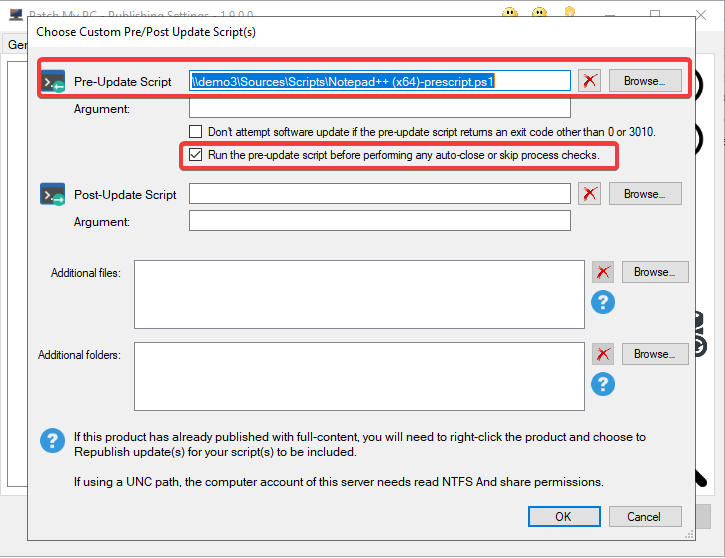 Patch My PC - Publishing Settings - 1.9.0.0
Choose Custom Pre/Post Update Script(s)
Pre-Update Script \\demo3\Sources\Scripts\Notepad++ (x64)-prescript.ps1 Browse...
Argument:
Don't attempt software update if the pre-update script returns an exit code other than 0 or 3010.
Run the pre-update script before performing any auto-close or skip process checks.
Post-Update Script Browse...
Argument:
Additional files: Browse...
Additional folders: Browse...
If this product has already published with full-content, you will need to right-click the product and choose to
Republish update(s) for your script(s) to be included.
If using a UNC path, the computer account of this server needs read NTFS And share permissions.
OK Cancel